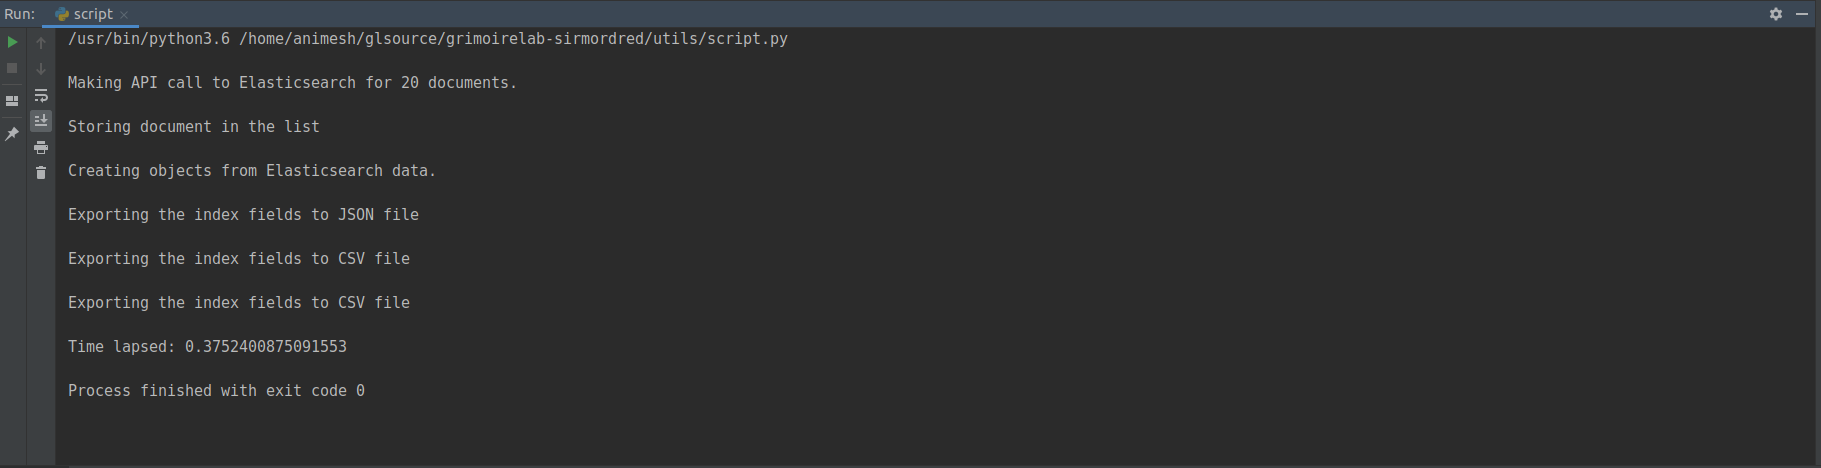 Run: script
/usr/bin/python3.6 /home/animesh/glsource/grimoirelab-sirmordred/utils/script.py
Making API call to Elasticsearch for 20 documents.
Storing document in the list
Creating objects from Elasticsearch data.
Exporting the index fields to JSON file
Exporting the index fields to CSV file
Exporting the index fields to CSV file
Time lapsed: 0.3752400875091553
Process finished with exit code 0